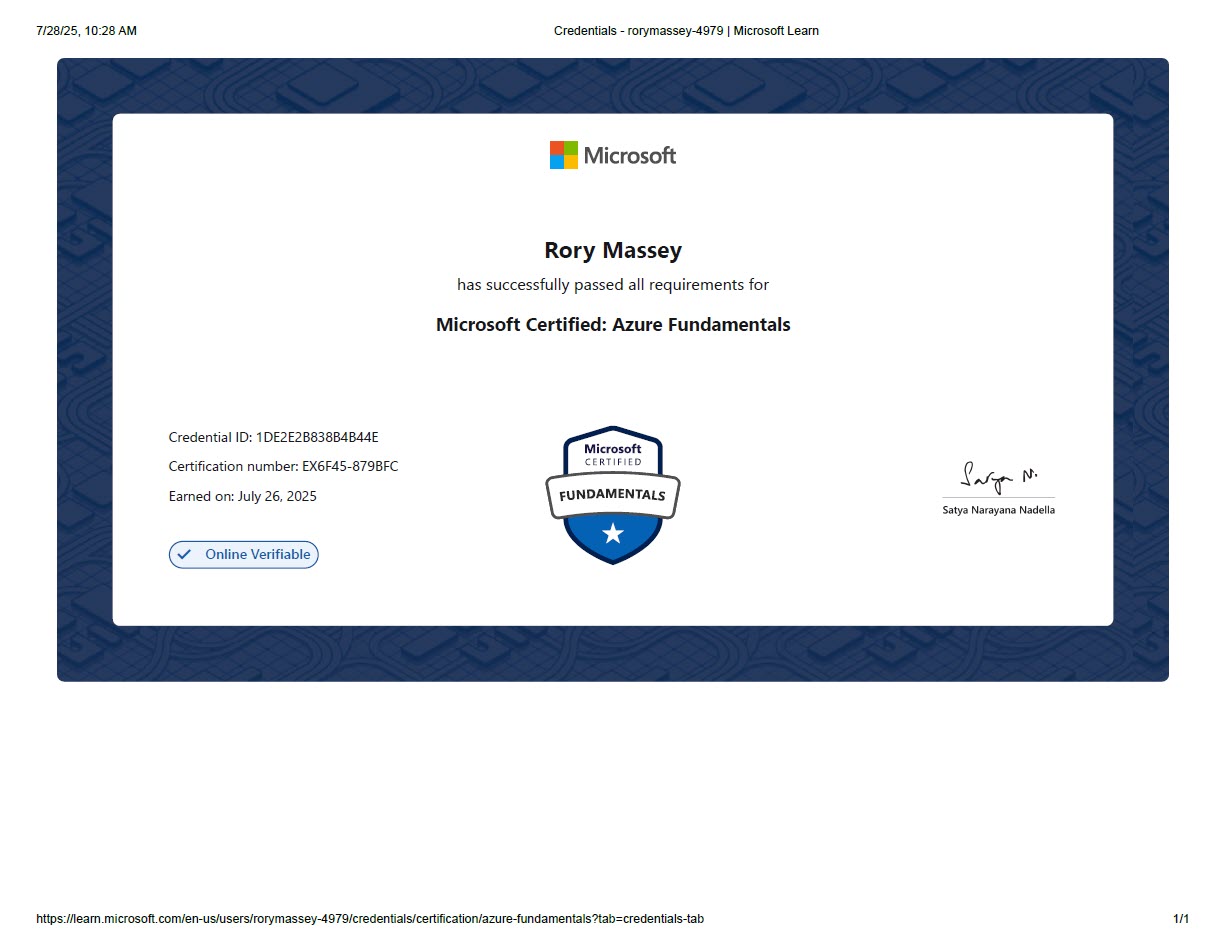 7/28/25, 10:28 AM
Credentials - rorymassey-4979 | Microsoft Learn
Microsoft
Rory Massey
has successfully passed all requirements for
Microsoft Certified: Azure Fundamentals
Credential ID: 1DE2E2B838B4B44E
Certification number: EX6F45-879BFC
Earned on: July 26, 2025
Online Verifiable
Microsoft
CERTIFIED
FUNDAMENTALS
Satya N.
Satya Narayana Nadella
https://learn.microsoft.com/en-us/users/rorymassey-4979/credentials/certification/azure-fundamentals?tab=credentials-tab
1/1